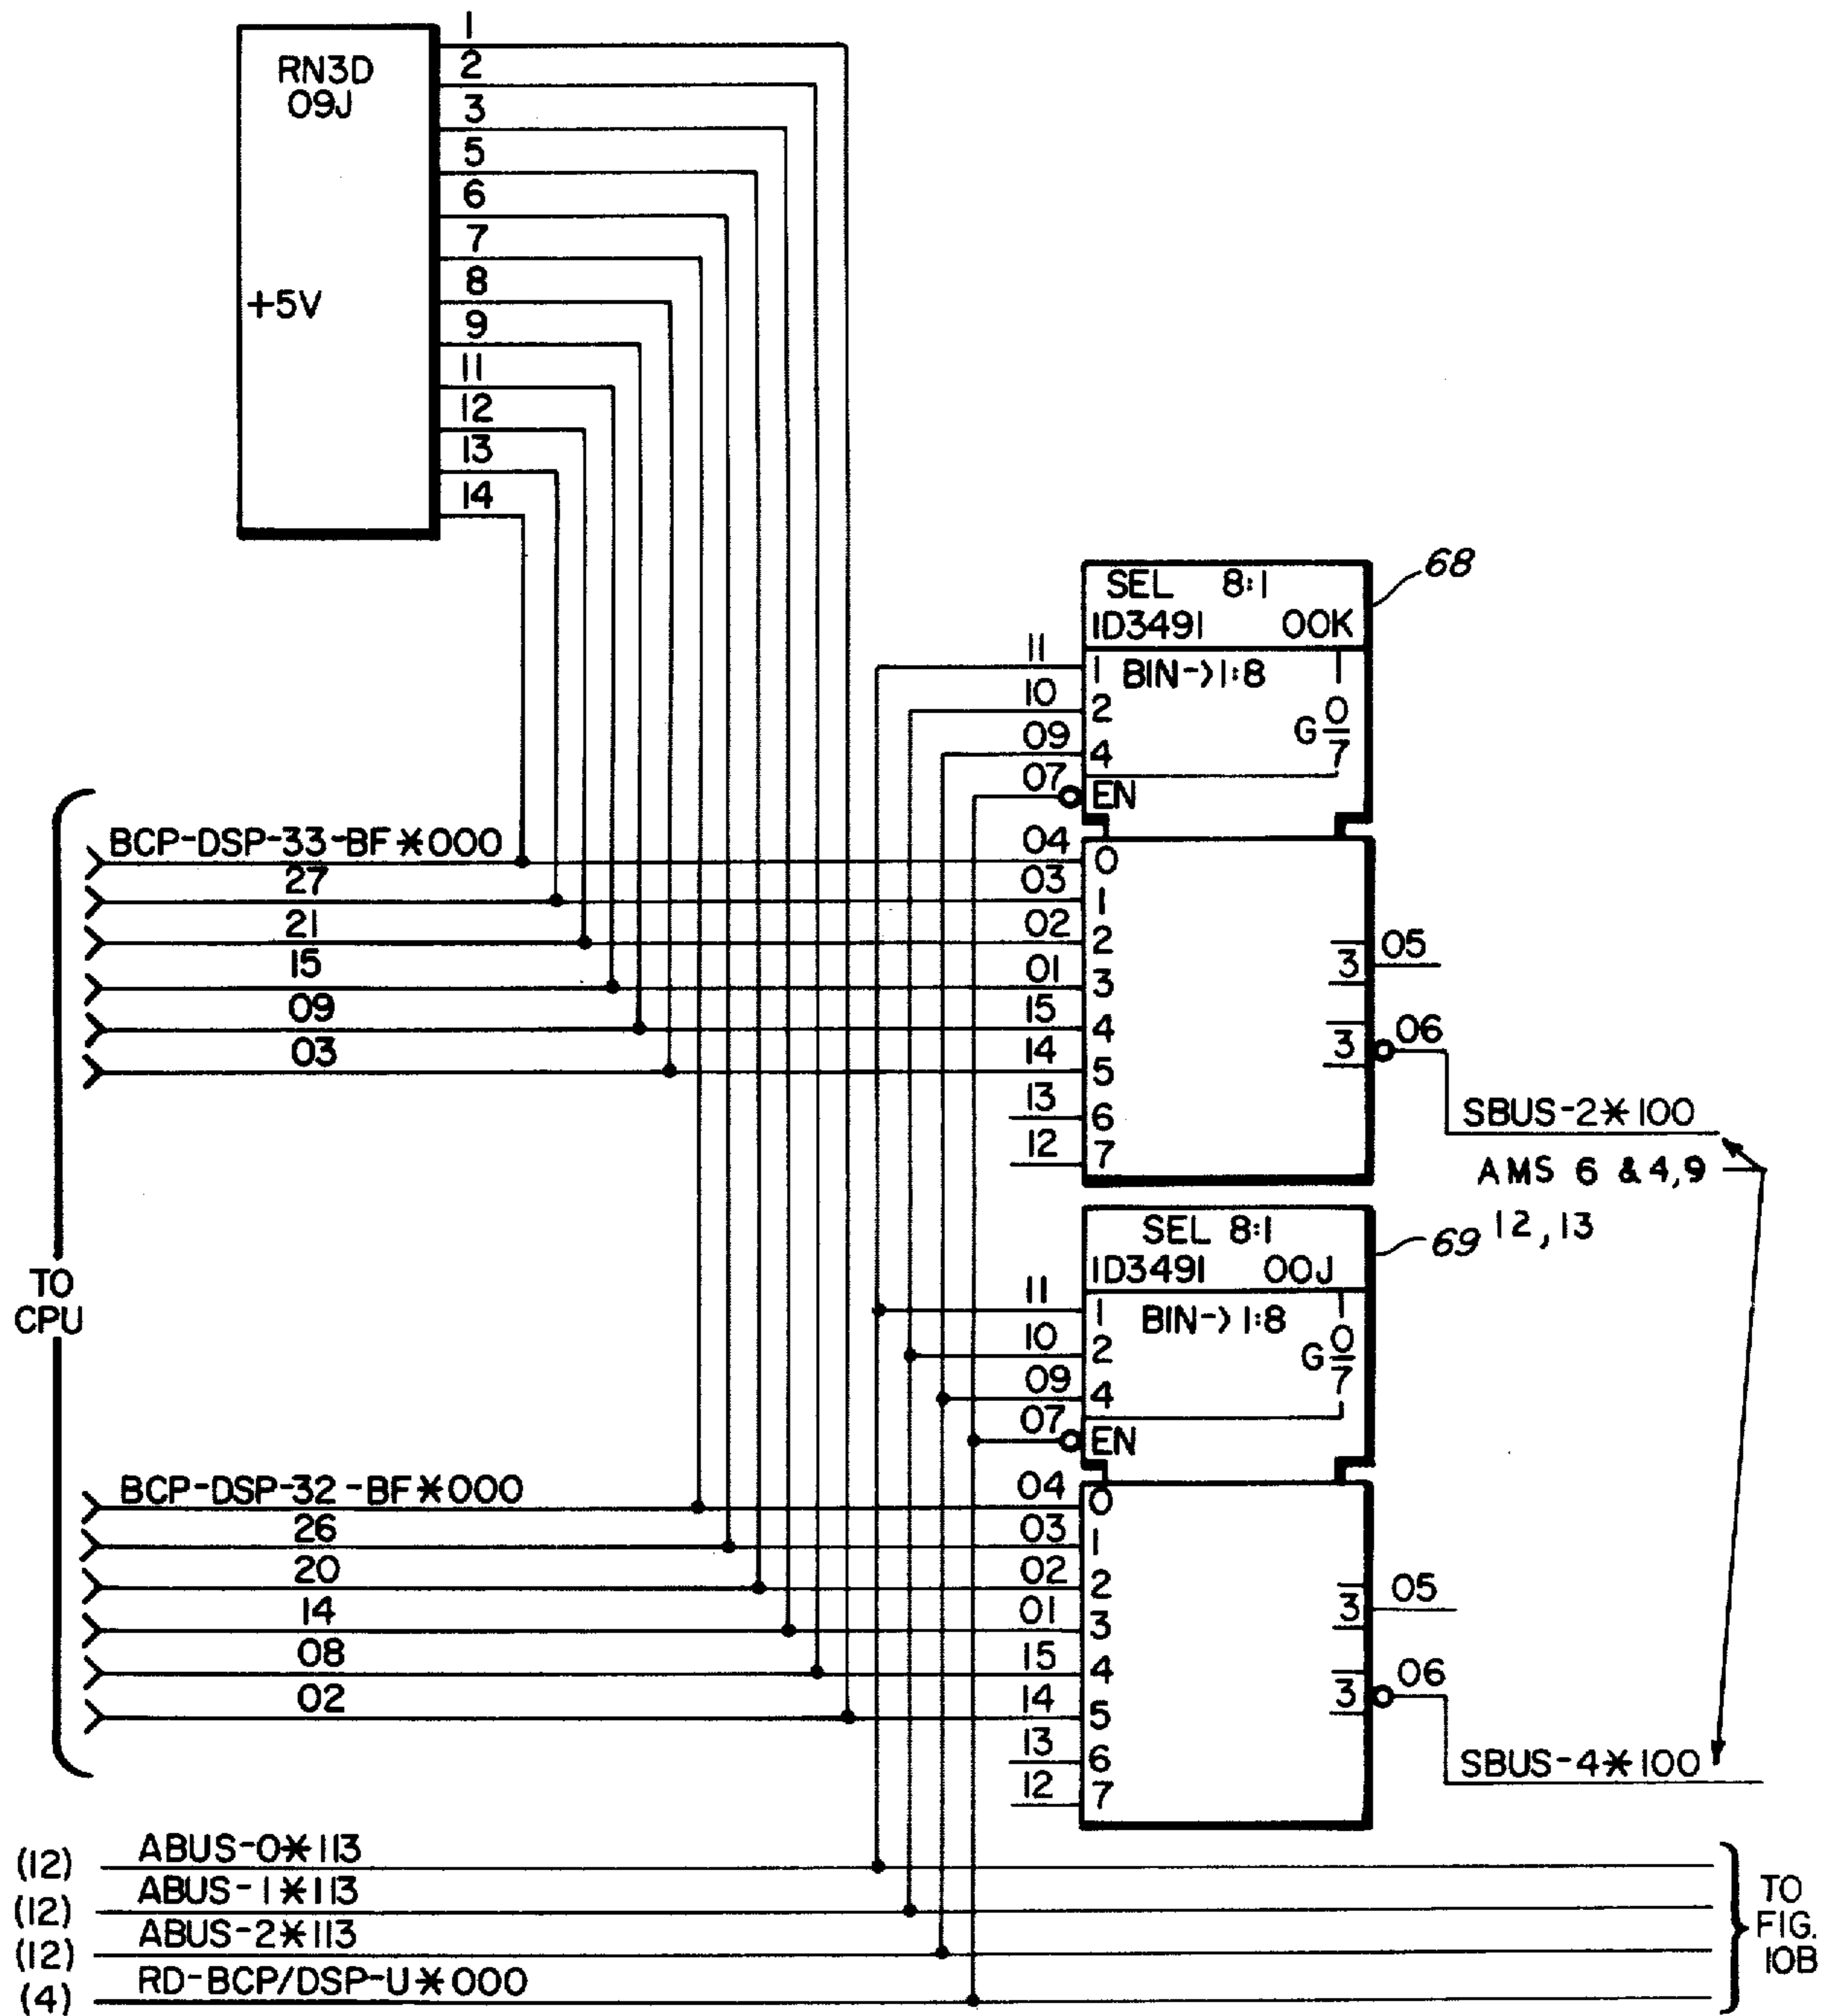 RN3D
09J
+5V
1
2
3
5
6
7
8
9
11
12
13
14
68
SEL 8:1
ID3491 00K
11 1 BIN->1:8 1
10 2
09 4 G 0/7
07 EN
BCP-DSP-33-BF*000 04 0
27 03 1
21 02 2
15 01 3
09 15 4
03 14 5
13 6
12 7
3 05
3 06
SBUS-2*100
AMS 6 & 4,9
12,13
69
SEL 8:1
ID3491 00J
11 1 BIN->1:8 1
10 2
09 4 G 0/7
07 EN
TO
CPU
BCP-DSP-32-BF*000 04 0
26 03 1
20 02 2
14 01 3
08 15 4
02 14 5
13 6
12 7
3 05
3 06
SBUS-4*100
(12) ABUS-0*113
(12) ABUS-1*113
(12) ABUS-2*113
(4) RD-BCP/DSP-U*000
TO
FIG.
10B